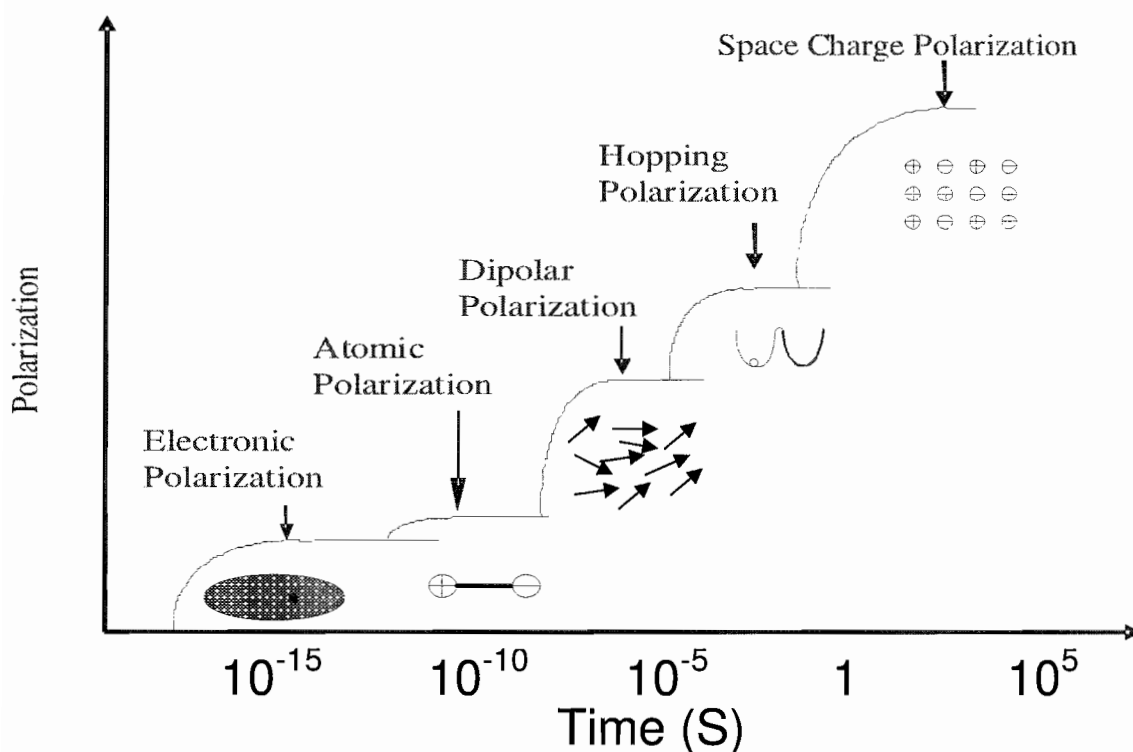 Space Charge Polarization
Hopping
Polarization
Dipolar
Polarization
Atomic
Polarization
Electronic
Polarization
Polarization
10^-15
10^-10
10^-5
1
10^5
Time (S)